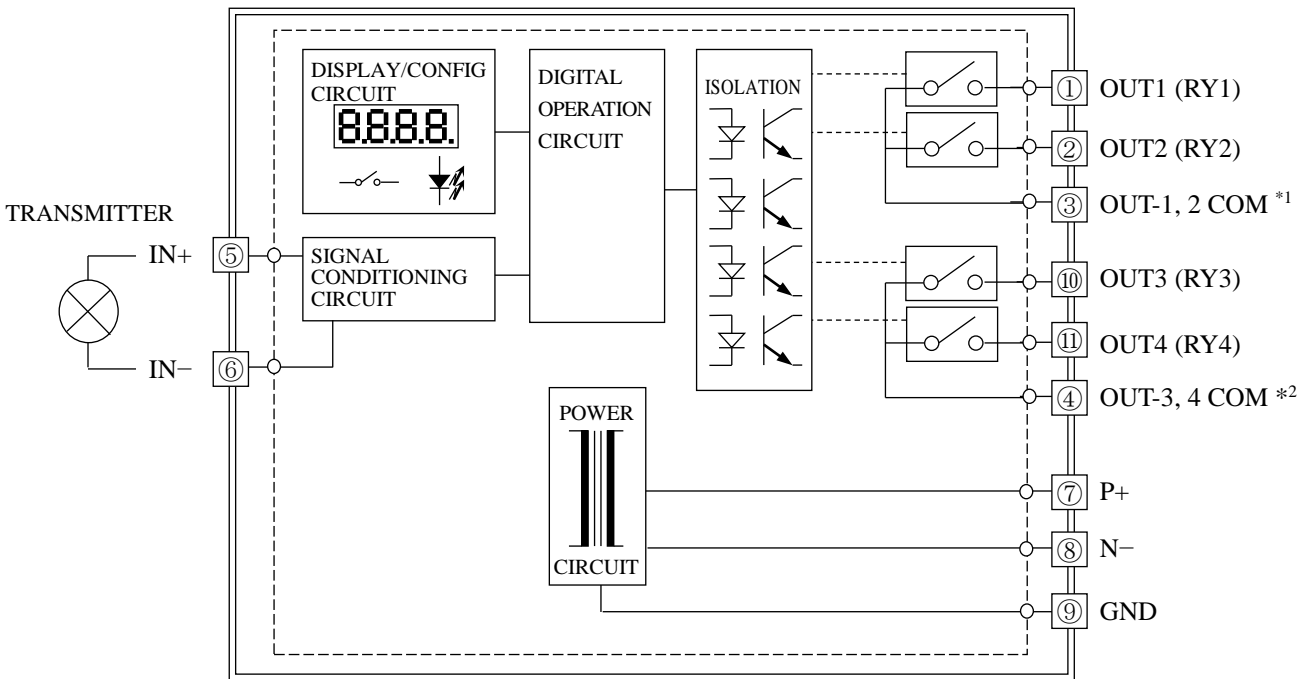 DISPLAY/CONFIG
CIRCUIT
8.8.8.8.
DIGITAL
OPERATION
CIRCUIT
ISOLATION
① OUT1 (RY1)
② OUT2 (RY2)
③ OUT-1, 2 COM *1
TRANSMITTER
IN+ ⑤
SIGNAL
CONDITIONING
CIRCUIT
IN− ⑥
⑩ OUT3 (RY3)
⑪ OUT4 (RY4)
④ OUT-3, 4 COM *2
POWER
CIRCUIT
⑦ P+
⑧ N−
⑨ GND